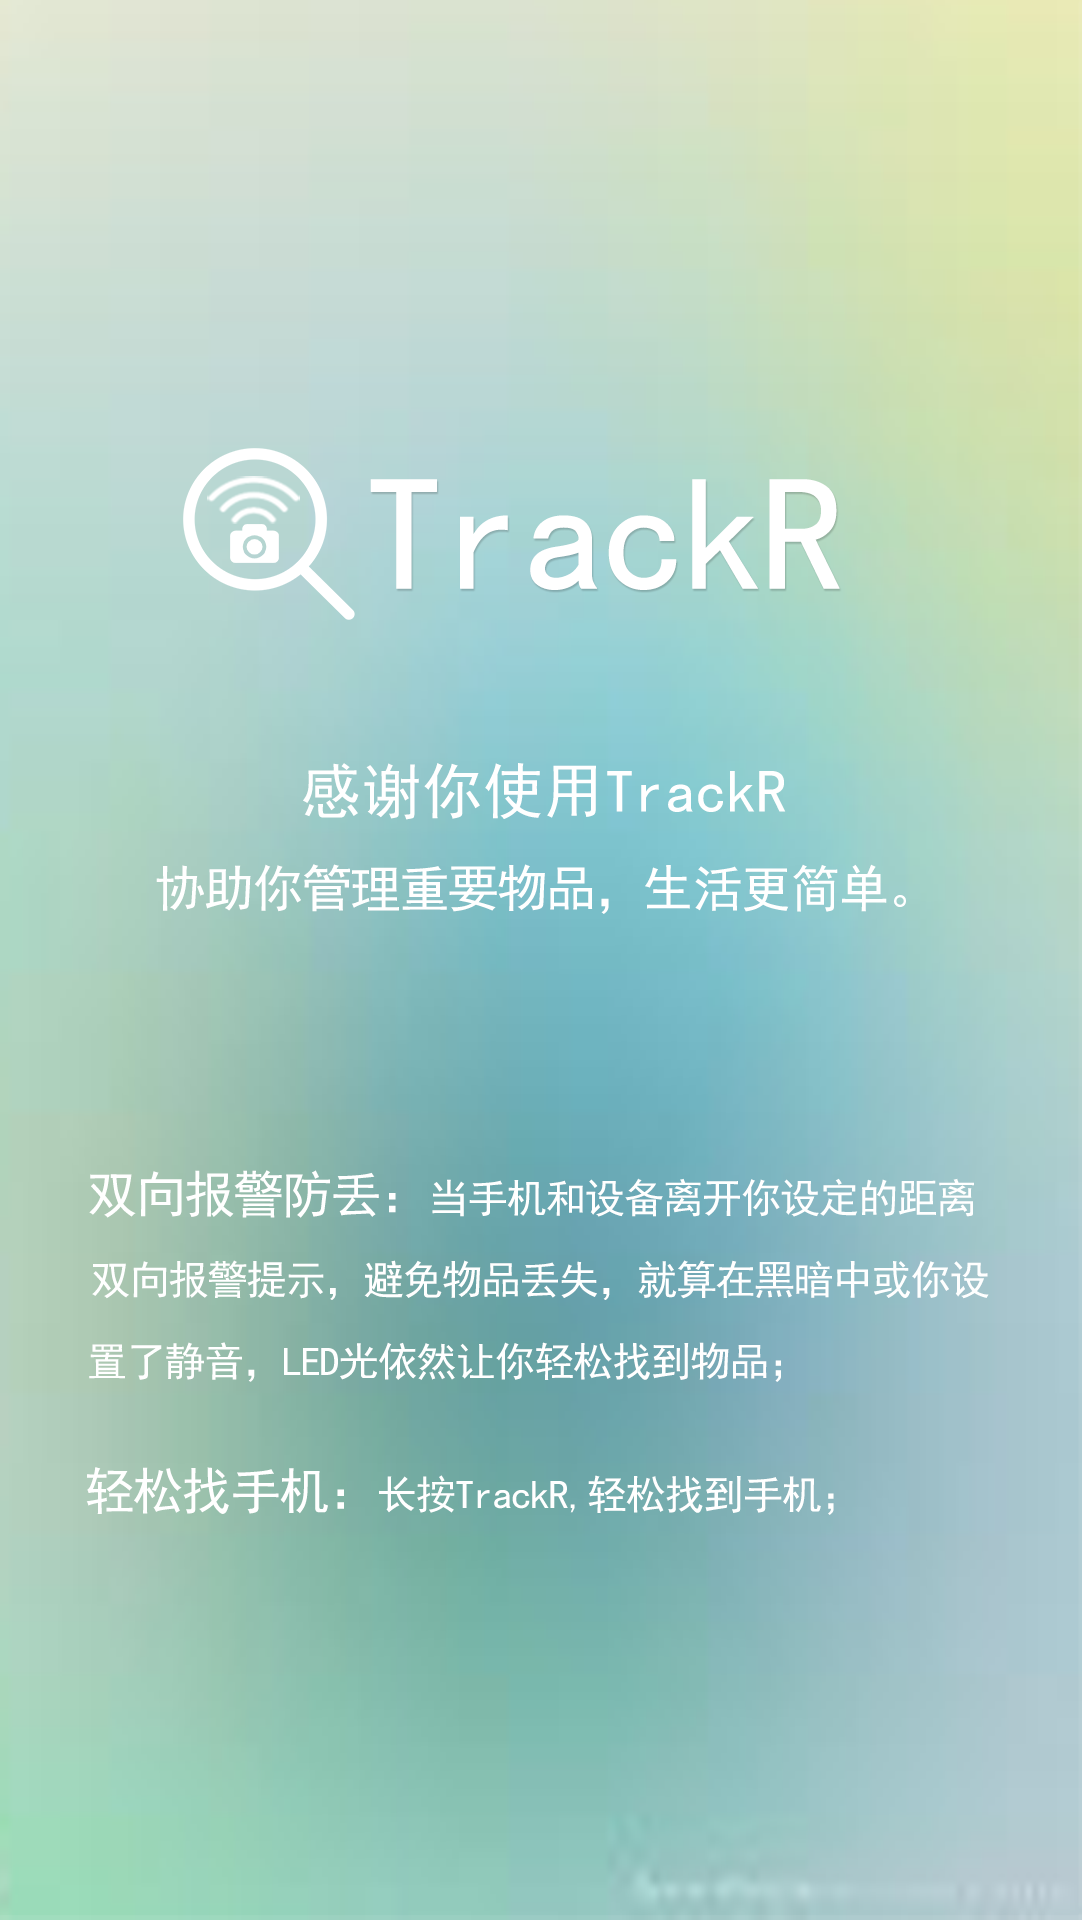 TrackR
感谢你使用TrackR
协助你管理重要物品，生活更简单。
双向报警防丢：当手机和设备离开你设定的距离
双向报警提示，避免物品丢失，就算在黑暗中或你设
置了静音，LED光依然让你轻松找到物品；
轻松找手机：长按TrackR,轻松找到手机；